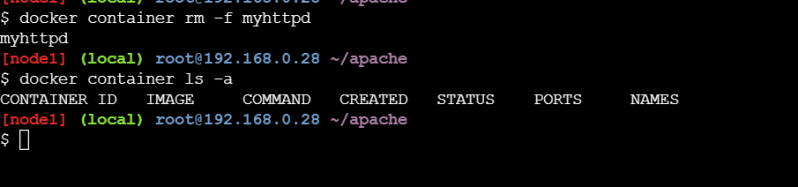 $ docker container rm -f myhttpd
myhttpd
[node1] (local) root@192.168.0.28 ~/apache
$ docker container ls -a
CONTAINER ID   IMAGE     COMMAND   CREATED   STATUS    PORTS     NAMES
[node1] (local) root@192.168.0.28 ~/apache
$